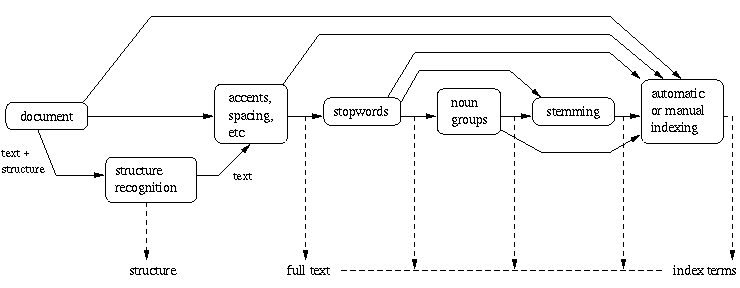 document
text +
structure
structure
recognition
text
accents,
spacing,
etc
stopwords
noun
groups
stemming
automatic
or manual
indexing
structure
full text
index terms